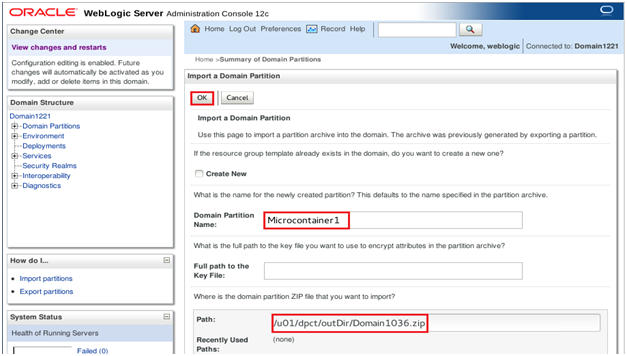 ORACLE WebLogic Server Administration Console 12c
Change Center
View changes and restarts
Configuration editing is enabled. Future
changes will automatically be activated as you
modify, add or delete items in this domain.
Domain Structure
Domain1221
Domain Partitions
Environment
Deployments
Services
Security Realms
Interoperability
Diagnostics
How do I...
Import partitions
Export partitions
System Status
Health of Running Servers
Failed (0)
Home Log Out Preferences Record Help
Welcome, weblogic Connected to: Domain1221
Home >Summary of Domain Partitions
Import a Domain Partition
OK Cancel
Import a Domain Partition
Use this page to import a partition archive into the domain. The archive was previously generated by exporting a partition.
If the resource group template already exists in the domain, do you want to create a new one?
Create New
What is the name for the newly created partition? This defaults to the name specified in the partition archive.
Domain Partition
Name:
Microcontainer1
What is the full path to the key file you want to use to encrypt attributes in the partition archive?
Full path to the
Key File:
Where is the domain partition ZIP file that you want to import?
Path:
/u01/dpct/outDir/Domain1036.zip
Recently Used
Paths:
(none)